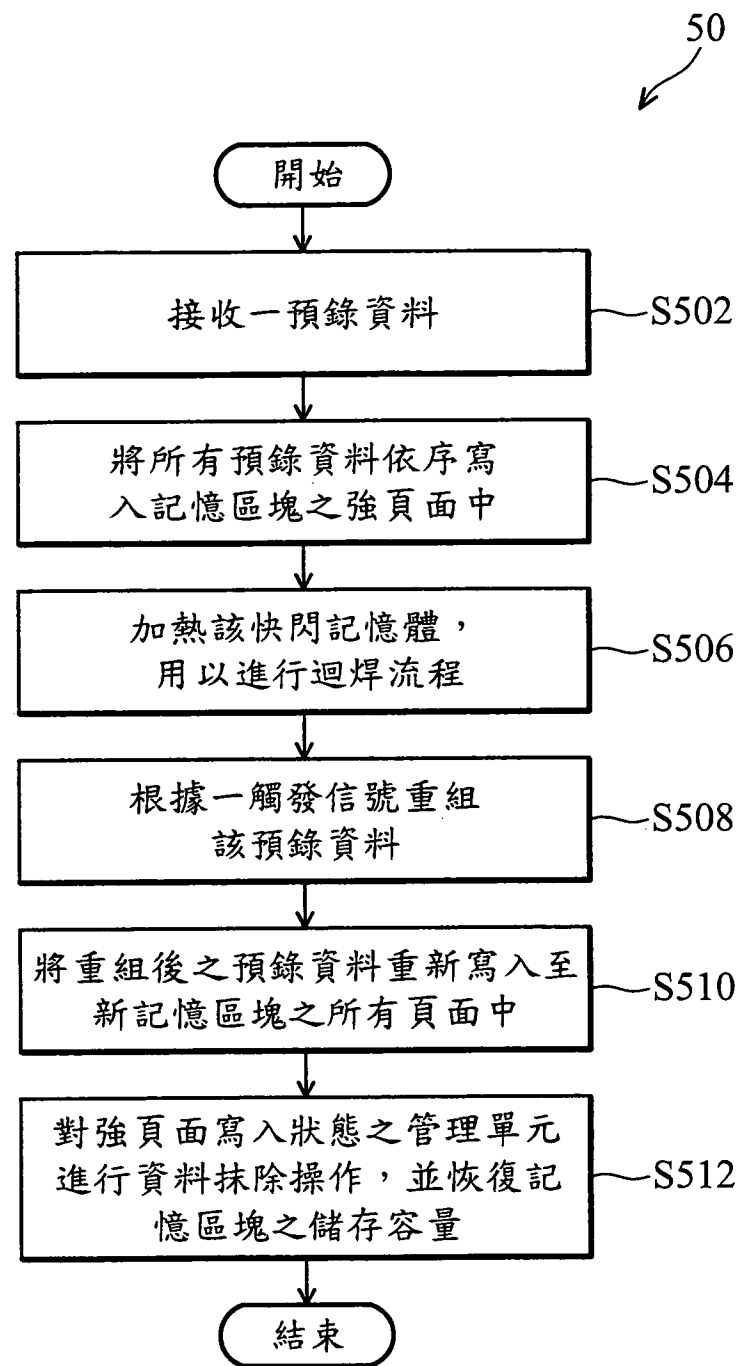 50
開始
接收一預錄資料
S502
將所有預錄資料依序寫
入記憶區塊之強頁面中
S504
加熱該快閃記憶體，
用以進行迴焊流程
S506
根據一觸發信號重組
該預錄資料
S508
將重組後之預錄資料重新寫入至
新記憶區塊之所有頁面中
S510
對強頁面寫入狀態之管理單元
進行資料抹除操作，並恢復記
憶區塊之儲存容量
S512
結束